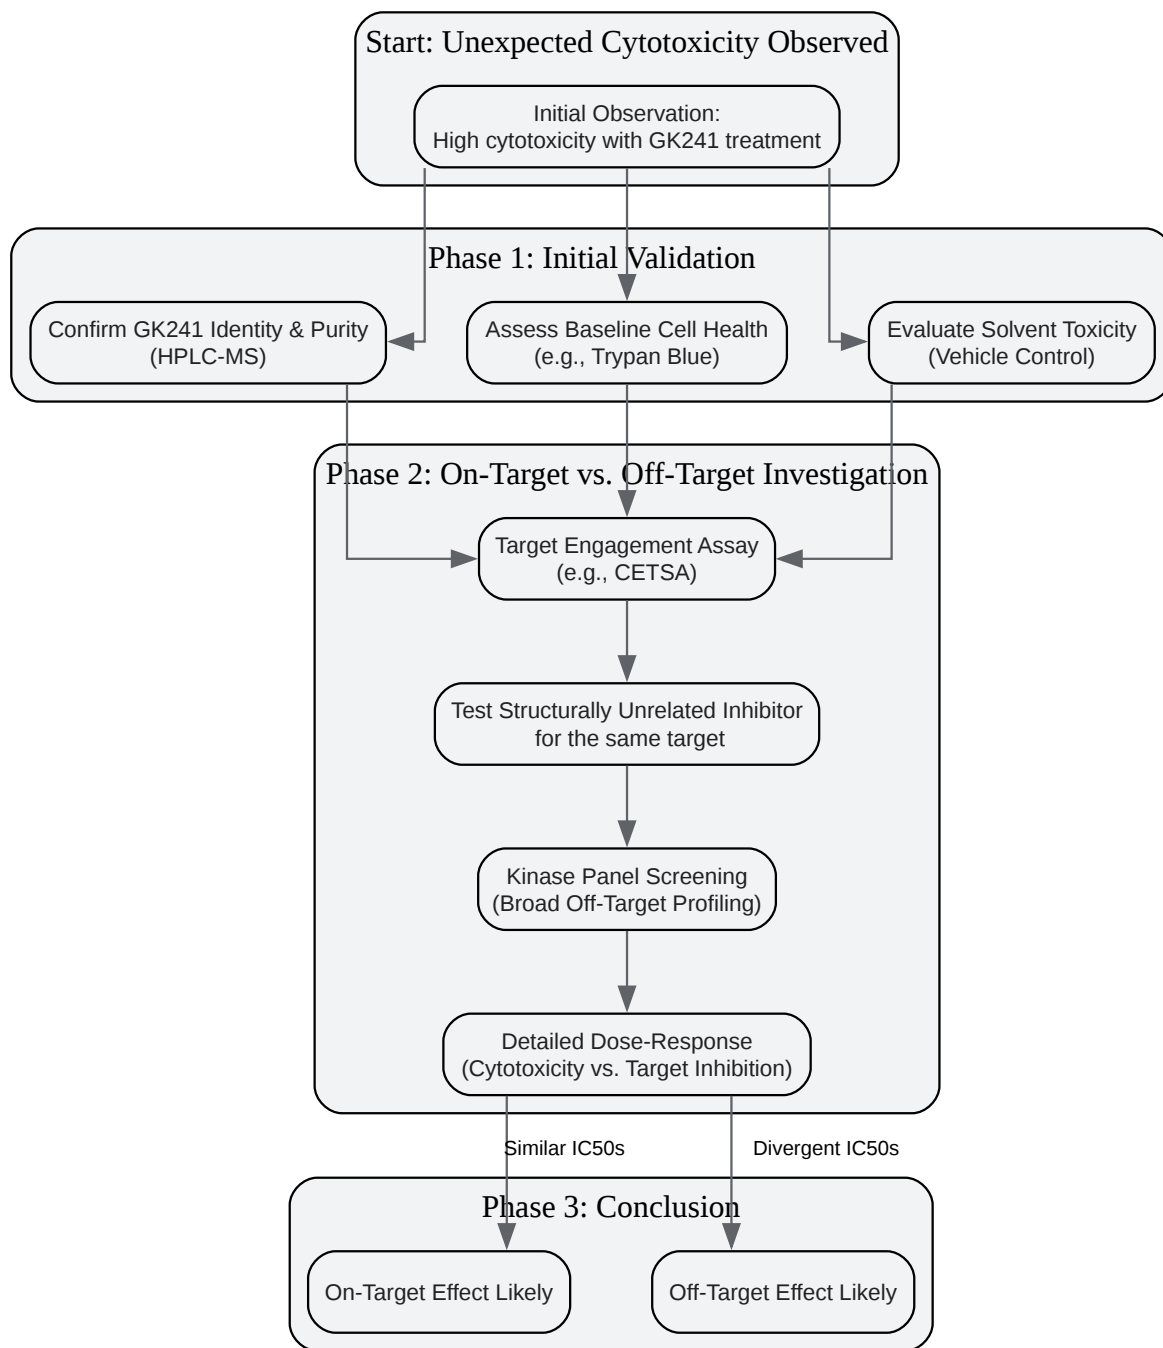 Start: Unexpected Cytotoxicity Observed
Initial Observation:
High cytotoxicity with GK241 treatment
Phase 1: Initial Validation
Confirm GK241 Identity & Purity
(HPLC-MS)
Assess Baseline Cell Health
(e.g., Trypan Blue)
Evaluate Solvent Toxicity
(Vehicle Control)
Phase 2: On-Target vs. Off-Target Investigation
Target Engagement Assay
(e.g., CETSA)
Test Structurally Unrelated Inhibitor
for the same target
Kinase Panel Screening
(Broad Off-Target Profiling)
Detailed Dose-Response
(Cytotoxicity vs. Target Inhibition)
Similar IC50s
Divergent IC50s
Phase 3: Conclusion
On-Target Effect Likely
Off-Target Effect Likely